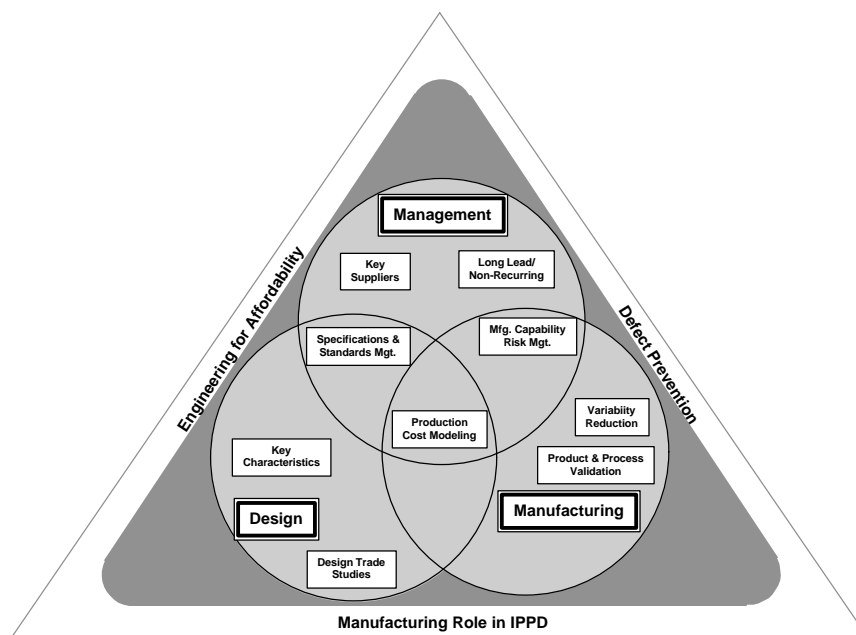 Management
Key
Suppliers
Long Lead/
Non-Recurring
Engineering for Affordability
Defect Prevention
Specifications &
Standards Mgt.
Mfg. Capability
Risk Mgt.
Production
Cost Modeling
Variabiity
Reduction
Key
Characteristics
Product & Process
Validation
Design
Manufacturing
Design Trade
Studies
Manufacturing Role in IPPD